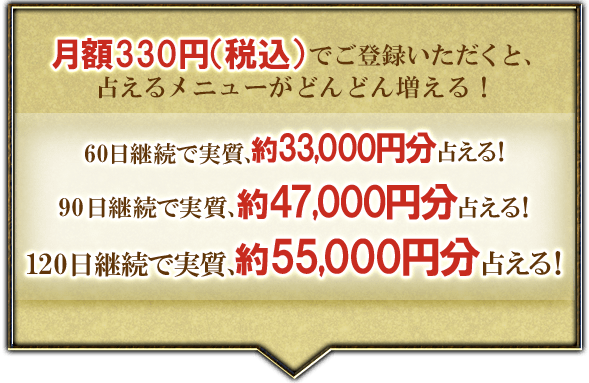 月額330円(税込)でご登録いただくと、
占えるメニューがどんどん増える！
60日継続で実質、約33,000円分占える!
90日継続で実質、約47,000円分占える!
120日継続で実質、約55,000円分占える!